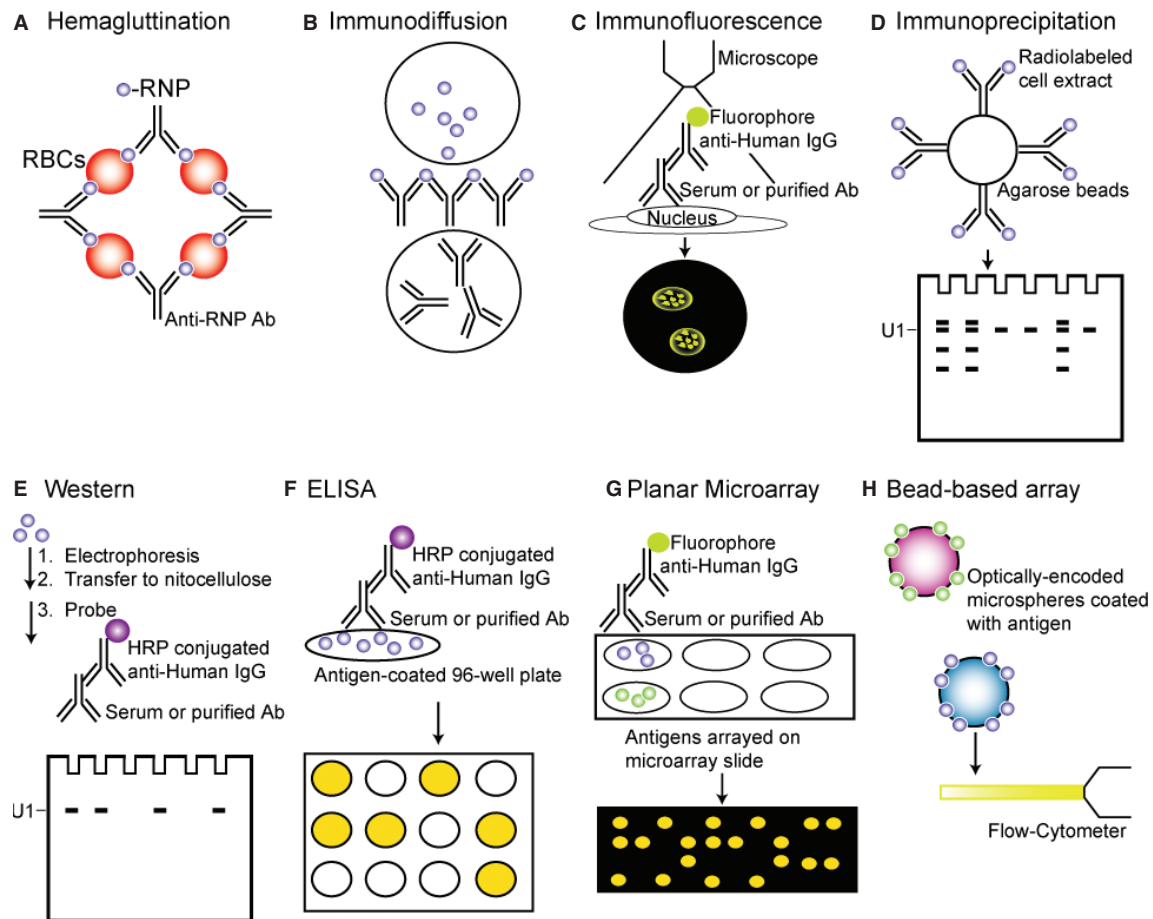 A Hemagluttination
-RNP
RBCs
Anti-RNP Ab
B Immunodiffusion
C Immunofluorescence
Microscope
Fluorophore
anti-Human IgG
Serum or purified Ab
Nucleus
D Immunoprecipitation
Radiolabeled
cell extract
Agarose beads
U1
E Western
1. Electrophoresis
2. Transfer to nitocellulose
3. Probe
HRP conjugated
anti-Human IgG
Serum or purified Ab
U1
F ELISA
HRP conjugated
anti-Human IgG
Serum or purified Ab
Antigen-coated 96-well plate
G Planar Microarray
Fluorophore
anti-Human IgG
Serum or purified Ab
Antigens arrayed on
microarray slide
H Bead-based array
Optically-encoded
microspheres coated
with antigen
Flow-Cytometer